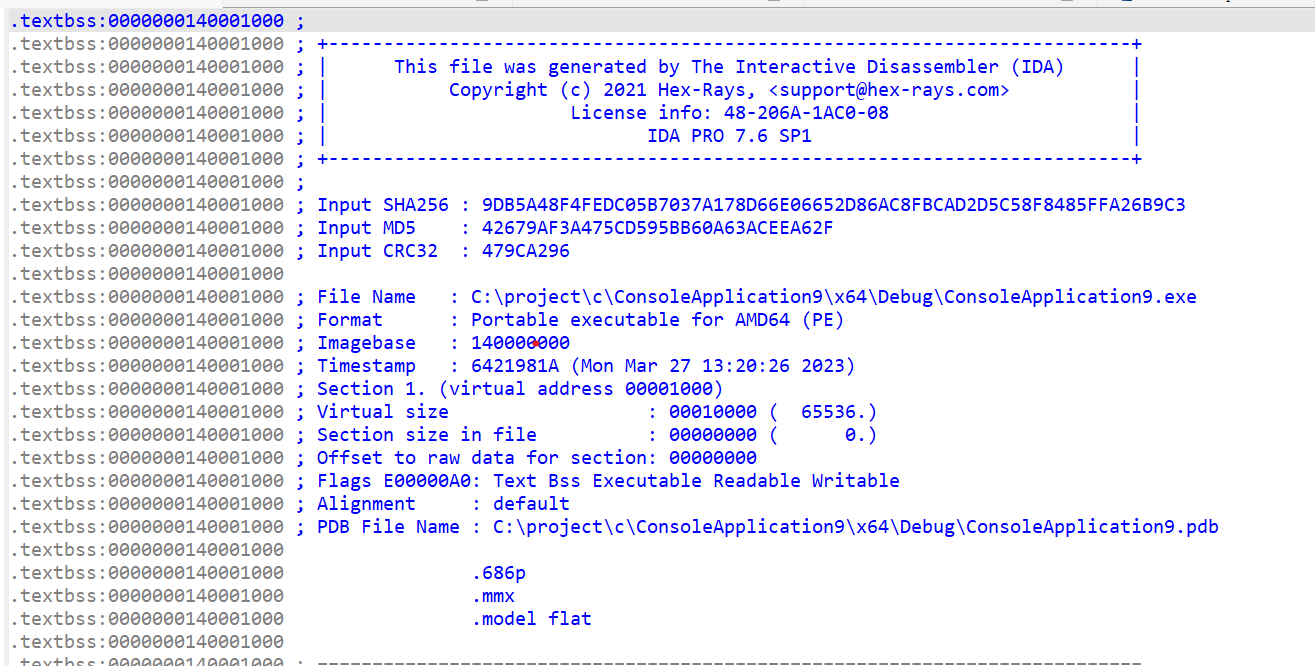 .textbss:0000000140001000 ;
.textbss:0000000140001000 ; +-------------------------------------------------------------------------+
.textbss:0000000140001000 ; |      This file was generated by The Interactive Disassembler (IDA)      |
.textbss:0000000140001000 ; |           Copyright (c) 2021 Hex-Rays, <support@hex-rays.com>           |
.textbss:0000000140001000 ; |                      License info: 48-206A-1AC0-08                      |
.textbss:0000000140001000 ; |                             IDA PRO 7.6 SP1                             |
.textbss:0000000140001000 ; +-------------------------------------------------------------------------+
.textbss:0000000140001000 ;
.textbss:0000000140001000 ; Input SHA256 : 9DB5A48F4FEDC05B7037A178D66E06652D86AC8FBCAD2D5C58F8485FFA26B9C3
.textbss:0000000140001000 ; Input MD5    : 42679AF3A475CD595BB60A63ACEEA62F
.textbss:0000000140001000 ; Input CRC32  : 479CA296
.textbss:0000000140001000
.textbss:0000000140001000 ; File Name   : C:\project\c\ConsoleApplication9\x64\Debug\ConsoleApplication9.exe
.textbss:0000000140001000 ; Format      : Portable executable for AMD64 (PE)
.textbss:0000000140001000 ; Imagebase   : 140000000
.textbss:0000000140001000 ; Timestamp   : 6421981A (Mon Mar 27 13:20:26 2023)
.textbss:0000000140001000 ; Section 1. (virtual address 00001000)
.textbss:0000000140001000 ; Virtual size                  : 00010000 (  65536.)
.textbss:0000000140001000 ; Section size in file          : 00000000 (      0.)
.textbss:0000000140001000 ; Offset to raw data for section: 00000000
.textbss:0000000140001000 ; Flags E00000A0: Text Bss Executable Readable Writable
.textbss:0000000140001000 ; Alignment     : default
.textbss:0000000140001000 ; PDB File Name : C:\project\c\ConsoleApplication9\x64\Debug\ConsoleApplication9.pdb
.textbss:0000000140001000
.textbss:0000000140001000                 .686p
.textbss:0000000140001000                 .mmx
.textbss:0000000140001000                 .model flat
.textbss:0000000140001000
.textbss:0000000140001000 ; ---------------------------------------------------------------------------